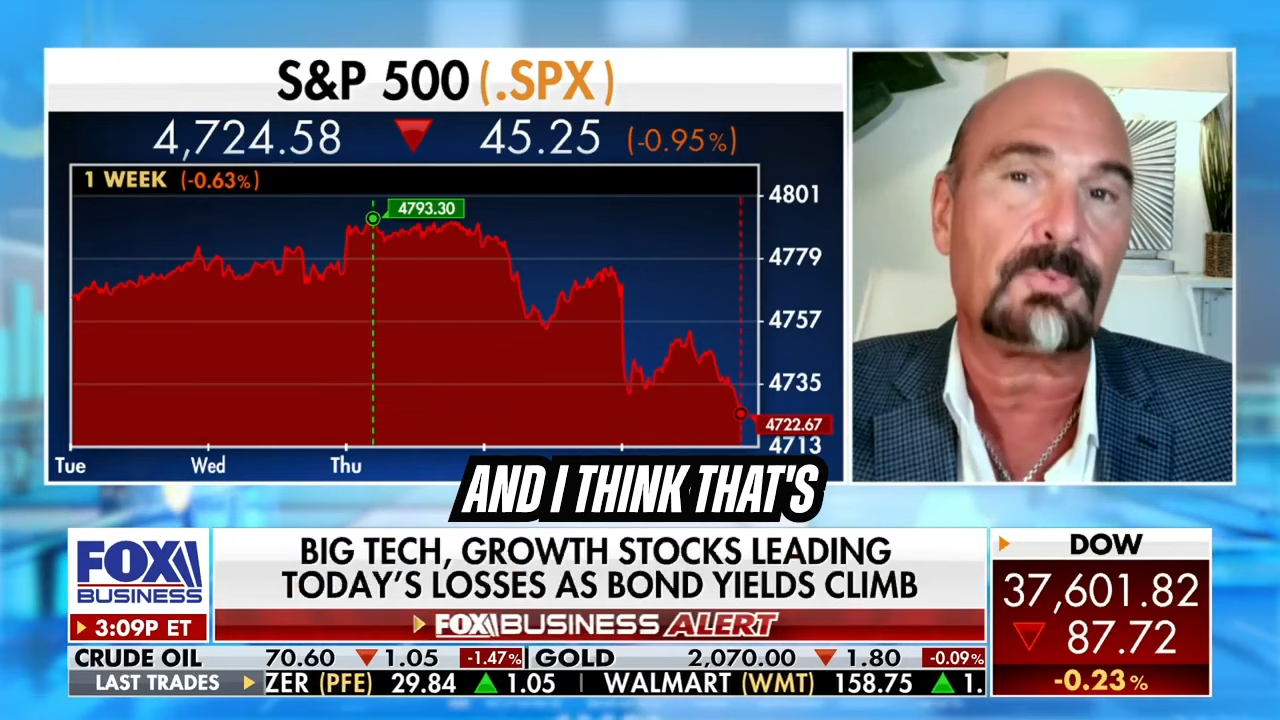 S&P 500 (.SPX)
4,724.58 45.25 (-0.95%)
1 WEEK (-0.63%)
4793.30
4801
4779
4757
4735
4722.67
4713
Tue Wed Thu
AND I THINK THAT'S
FOX BUSINESS
3:09P ET
BIG TECH, GROWTH STOCKS LEADING
TODAY'S LOSSES AS BOND YIELDS CLIMB
FOX BUSINESS ALERT
DOW
37,601.82
87.72
-0.23%
CRUDE OIL 70.60 1.05 -1.47% GOLD 2,070.00 1.80 -0.09%
LAST TRADES ZER (PFE) 29.84 1.05 WALMART (WMT) 158.75 1.